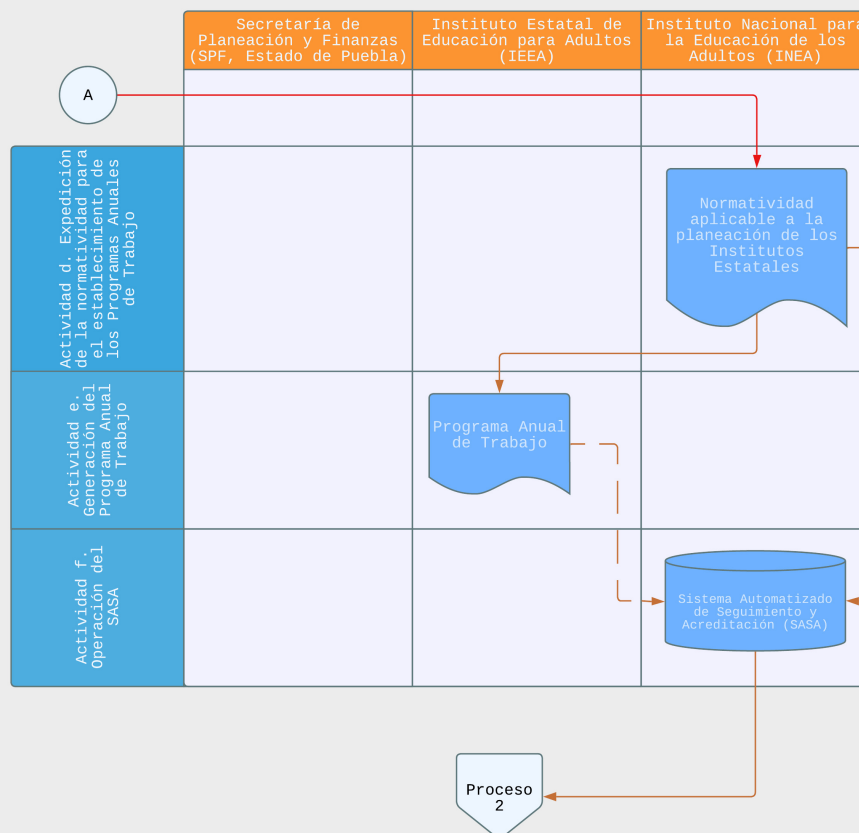 Secretaría de
Planeación y Finanzas
(SPF, Estado de Puebla)
Instituto Estatal de
Educación para Adultos
(IEEA)
Instituto Nacional para
la Educación de los
Adultos (INEA)
A
Actividad d. Expedición
de la normatividad para
el establecimiento de
los Programas Anuales
de Trabajo
Normatividad
aplicable a la
planeación de los
Institutos
Estatales
Actividad e.
Generación del
Programa Anual
de Trabajo
Programa Anual
de Trabajo
Actividad f.
Operación del
SASA
Sistema Automatizado
de Seguimiento y
Acreditación (SASA)
Proceso
2